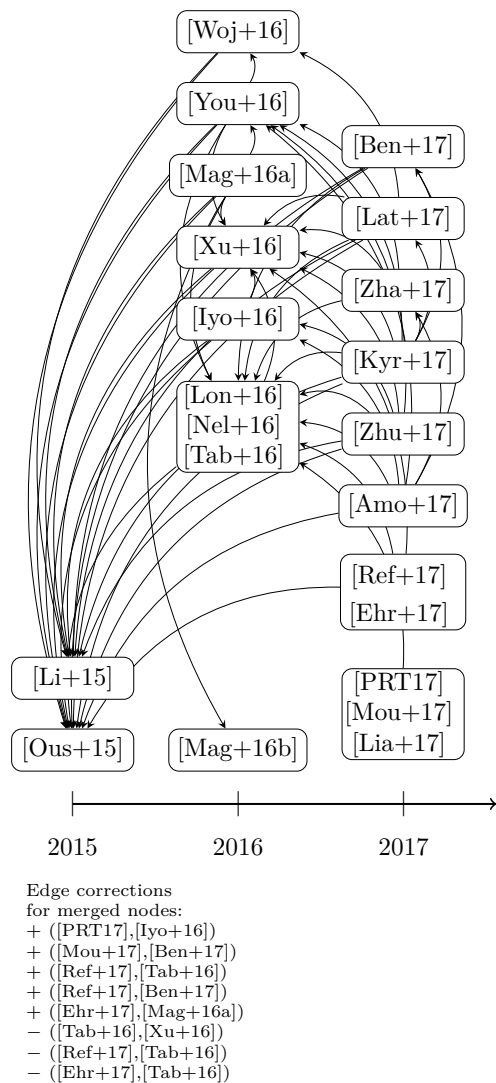 [Woj+16]
[You+16]
[Ben+17]
[Mag+16a]
[Lat+17]
[Xu+16]
[Zha+17]
[Iyo+16]
[Kyr+17]
[Lon+16]
[Nel+16]
[Tab+16]
[Zhu+17]
[Amo+17]
[Ref+17]
[Ehr+17]
[Li+15]
[PRT17]
[Mou+17]
[Lia+17]
[Ous+15]
[Mag+16b]
2015
2016
2017
Edge corrections
for merged nodes:
+ ([PRT17],[Iyo+16])
+ ([Mou+17],[Ben+17])
+ ([Ref+17],[Tab+16])
+ ([Ref+17],[Ben+17])
+ ([Ehr+17],[Mag+16a])
− ([Tab+16],[Xu+16])
− ([Ref+17],[Tab+16])
− ([Ehr+17],[Tab+16])